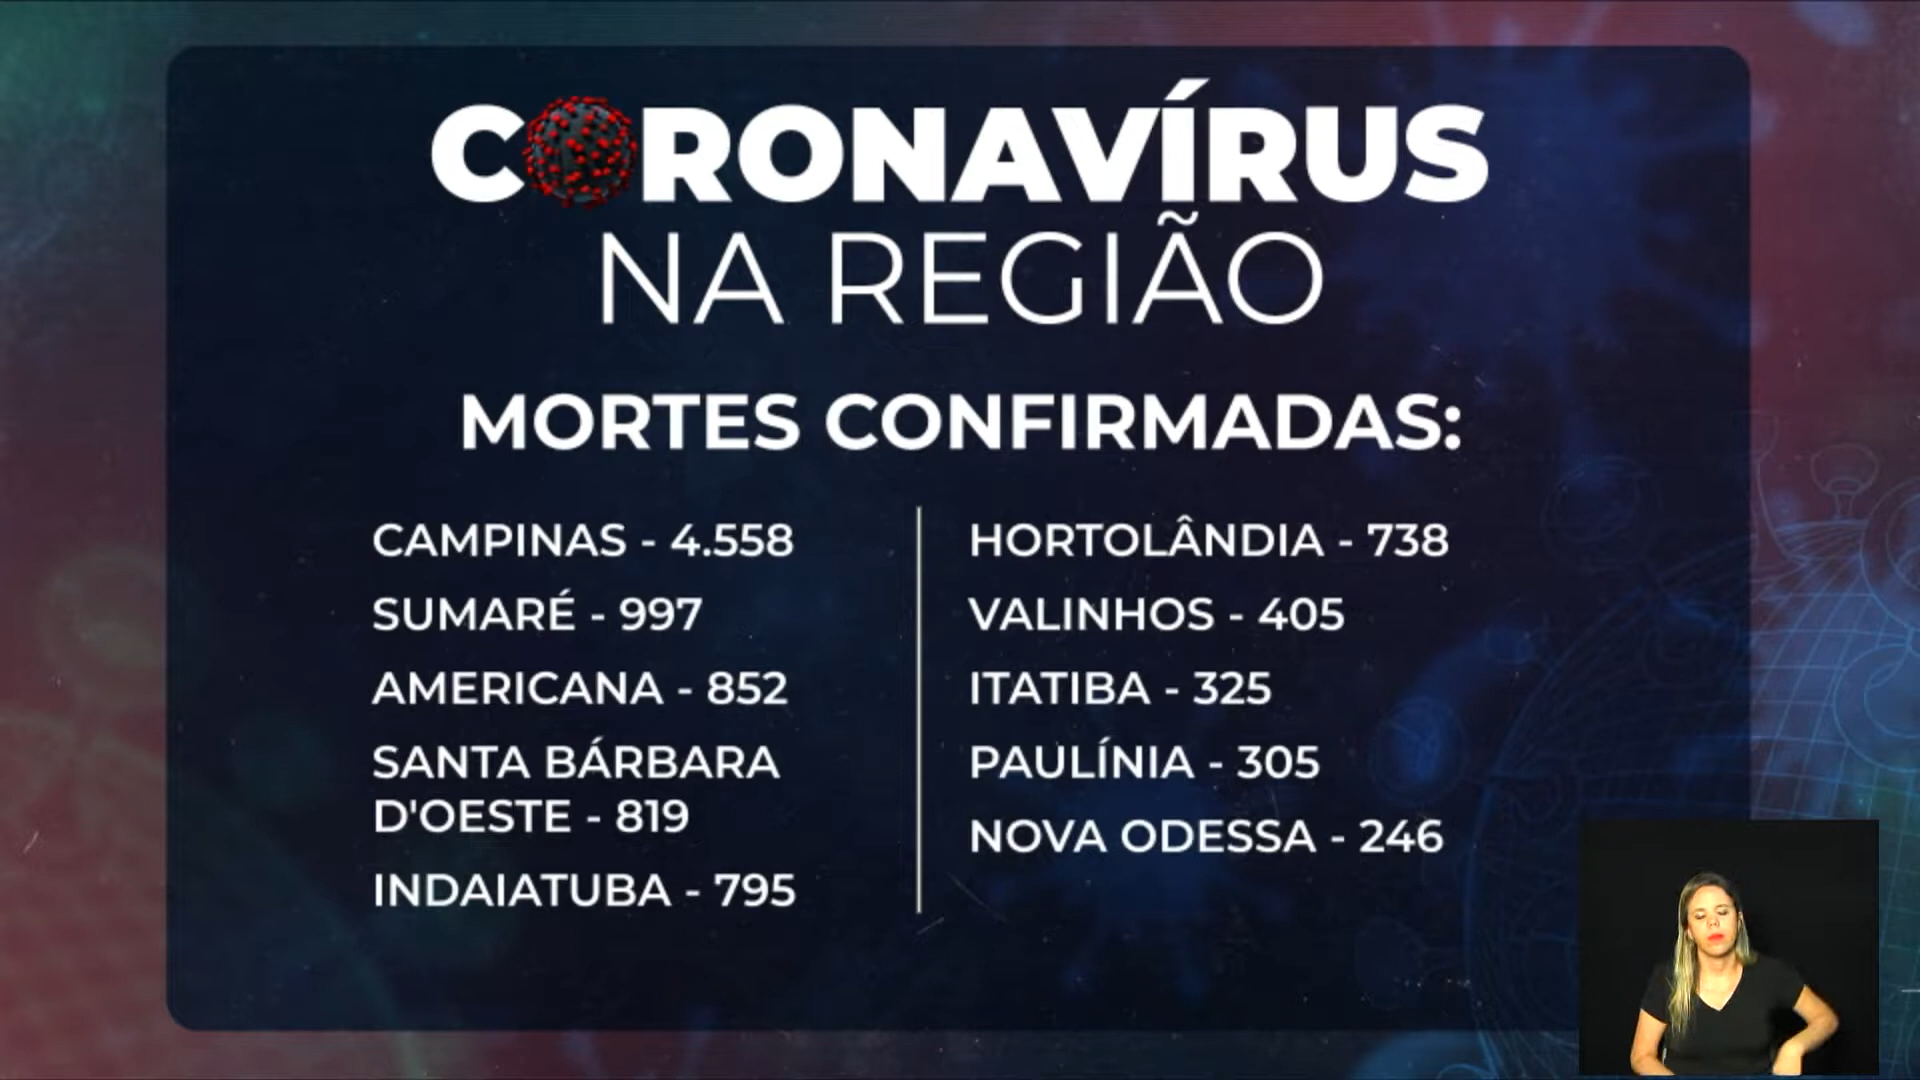 CORONAVÍRUS
NA REGIÃO
MORTES CONFIRMADAS:
CAMPINAS - 4.558
SUMARÉ - 997
AMERICANA - 852
SANTA BÁRBARA
D'OESTE - 819
INDAIATUBA - 795
HORTOLÂNDIA - 738
VALINHOS - 405
ITATIBA - 325
PAULÍNIA - 305
NOVA ODESSA - 246